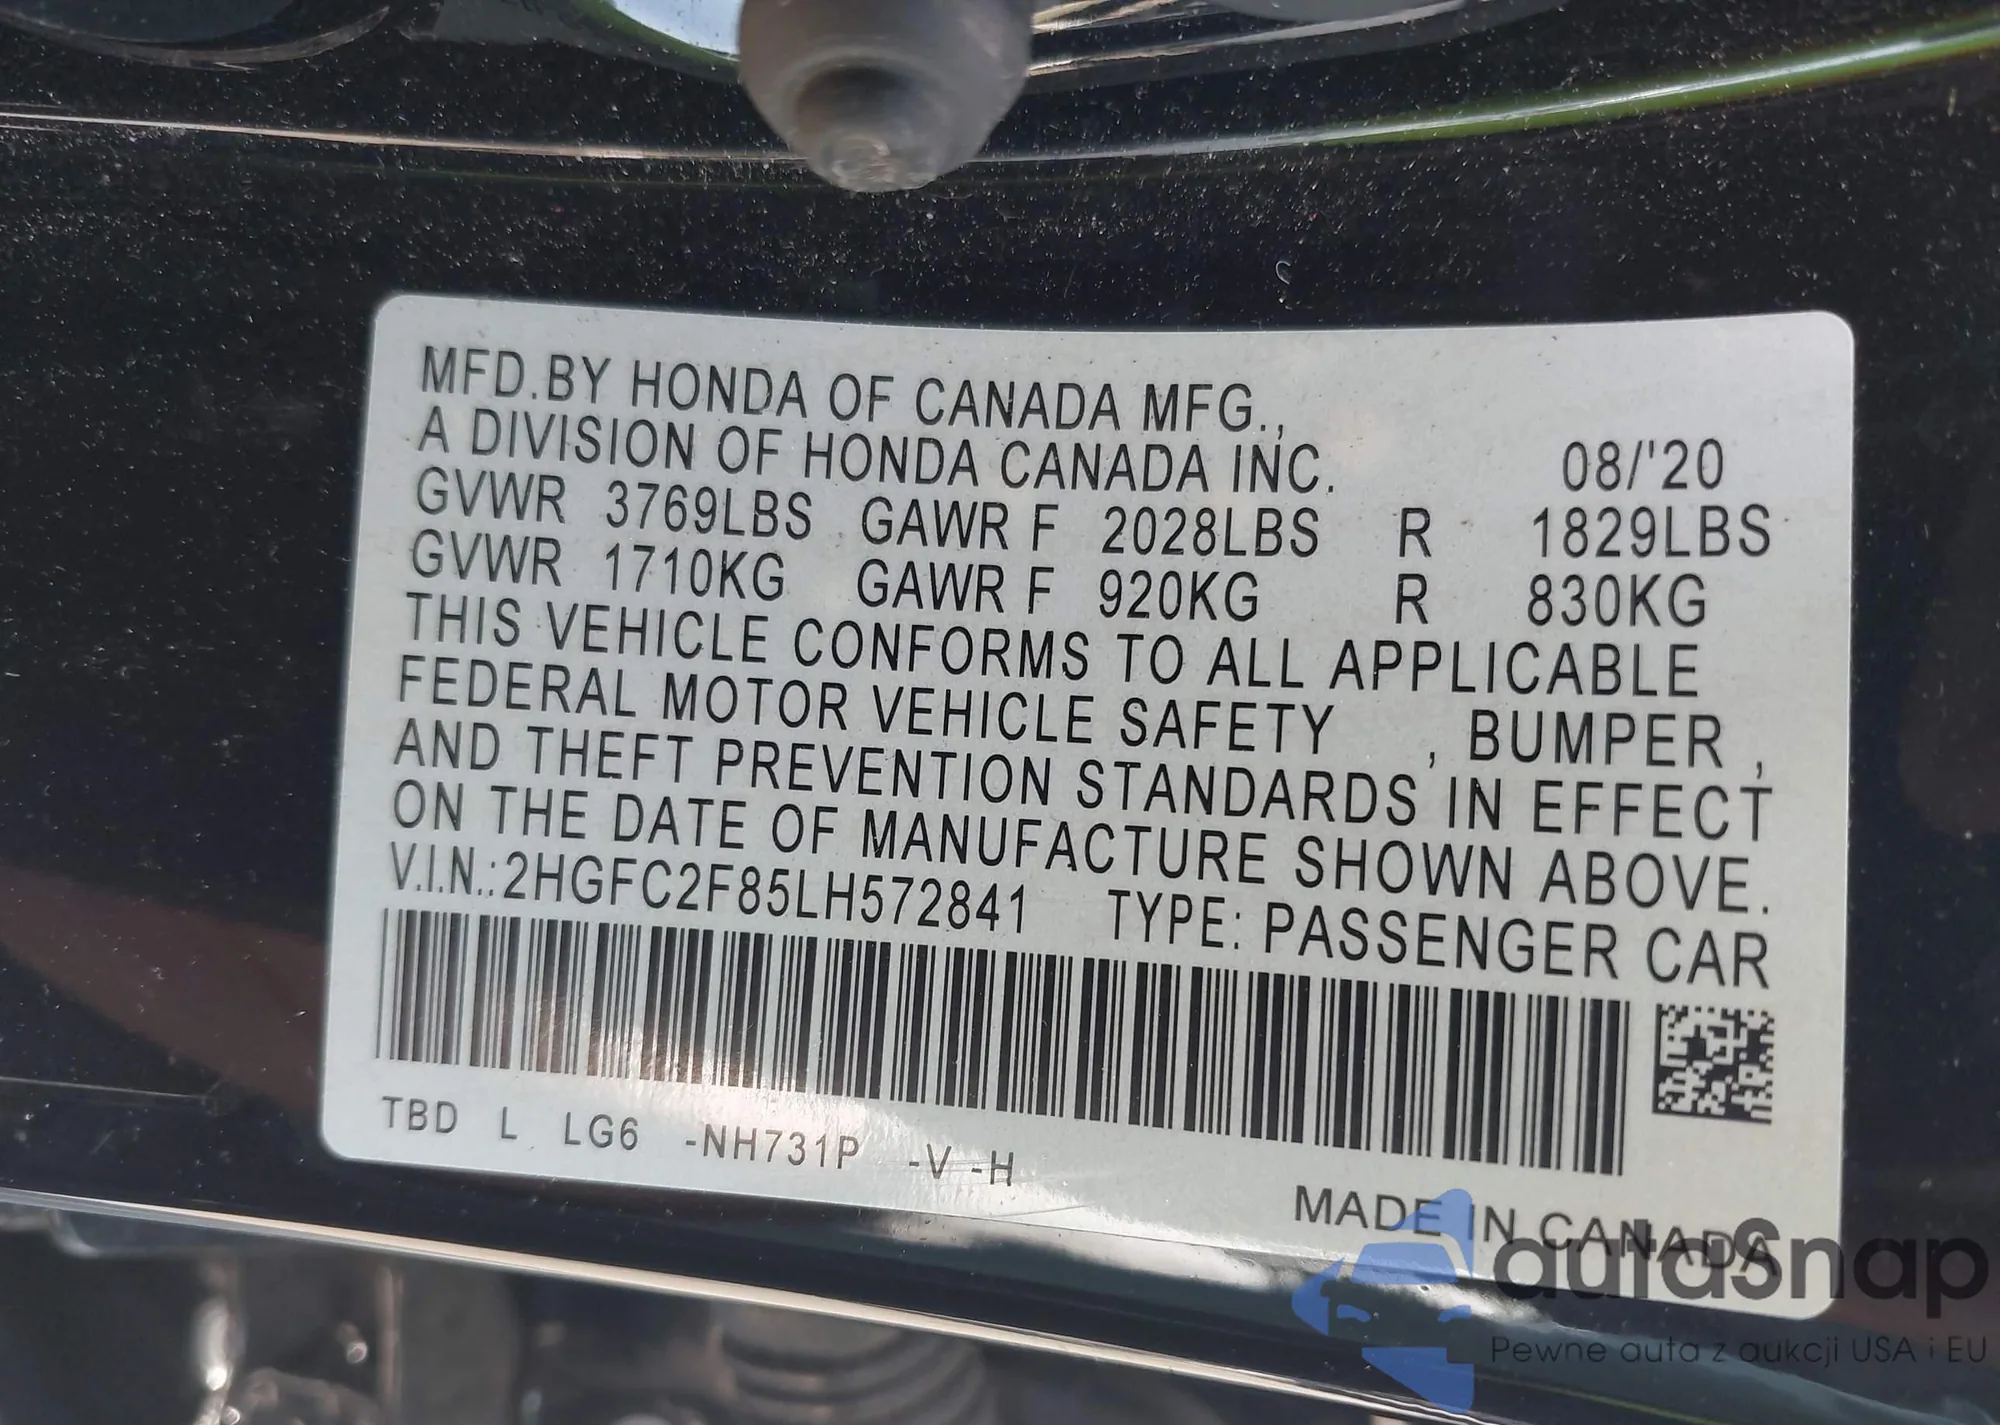 MFD.BY HONDA OF CANADA MFG.,
A DIVISION OF HONDA CANADA INC. 08/'20
GVWR 3769LBS GAWR F 2028LBS R 1829LBS
GVWR 1710KG GAWR F 920KG R 830KG
THIS VEHICLE CONFORMS TO ALL APPLICABLE
FEDERAL MOTOR VEHICLE SAFETY , BUMPER ,
AND THEFT PREVENTION STANDARDS IN EFFECT
ON THE DATE OF MANUFACTURE SHOWN ABOVE.
V.I.N.:2HGFC2F85LH572841 TYPE: PASSENGER CAR
TBD L LG6 -NH731P -V -H
MADE IN CANADA
autaSnap
Pewne auta z aukcji USA i EU